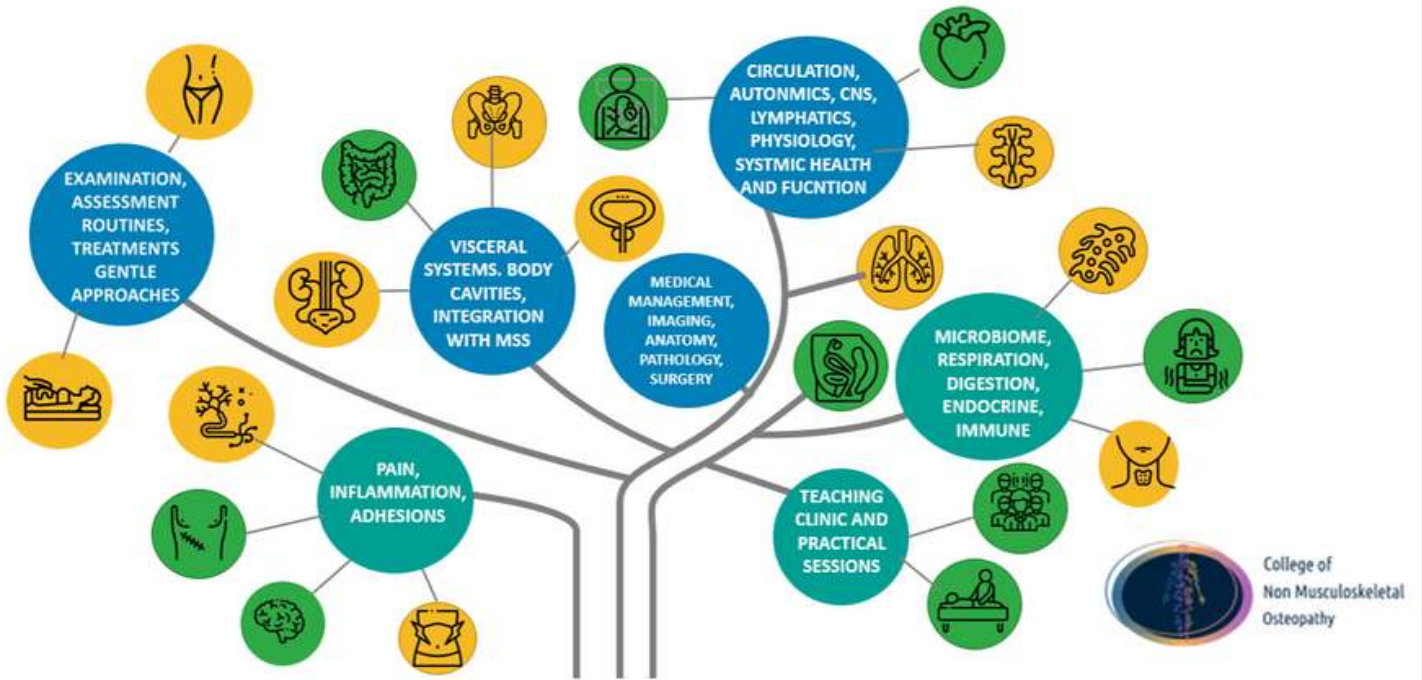 EXAMINATION,
ASSESSMENT
ROUTINES,
TREATMENTS
GENTLE
APPROACHES
VISCERAL
SYSTEMS. BODY
CAVITIES,
INTEGRATION
WITH MSS
MEDICAL
MANAGEMENT,
IMAGING,
ANATOMY,
PATHOLOGY,
SURGERY
CIRCULATION,
AUTONMICS, CNS,
LYMPHATICS,
PHYSIOLOGY,
SYSTMIC HEALTH
AND FUCNTION
MICROBIOME,
RESPIRATION,
DIGESTION,
ENDOCRINE,
IMMUNE
PAIN,
INFLAMMATION,
ADHESIONS
TEACHING
CLINIC AND
PRACTICAL
SESSIONS
College of
Non Musculoskeletal
Osteopathy